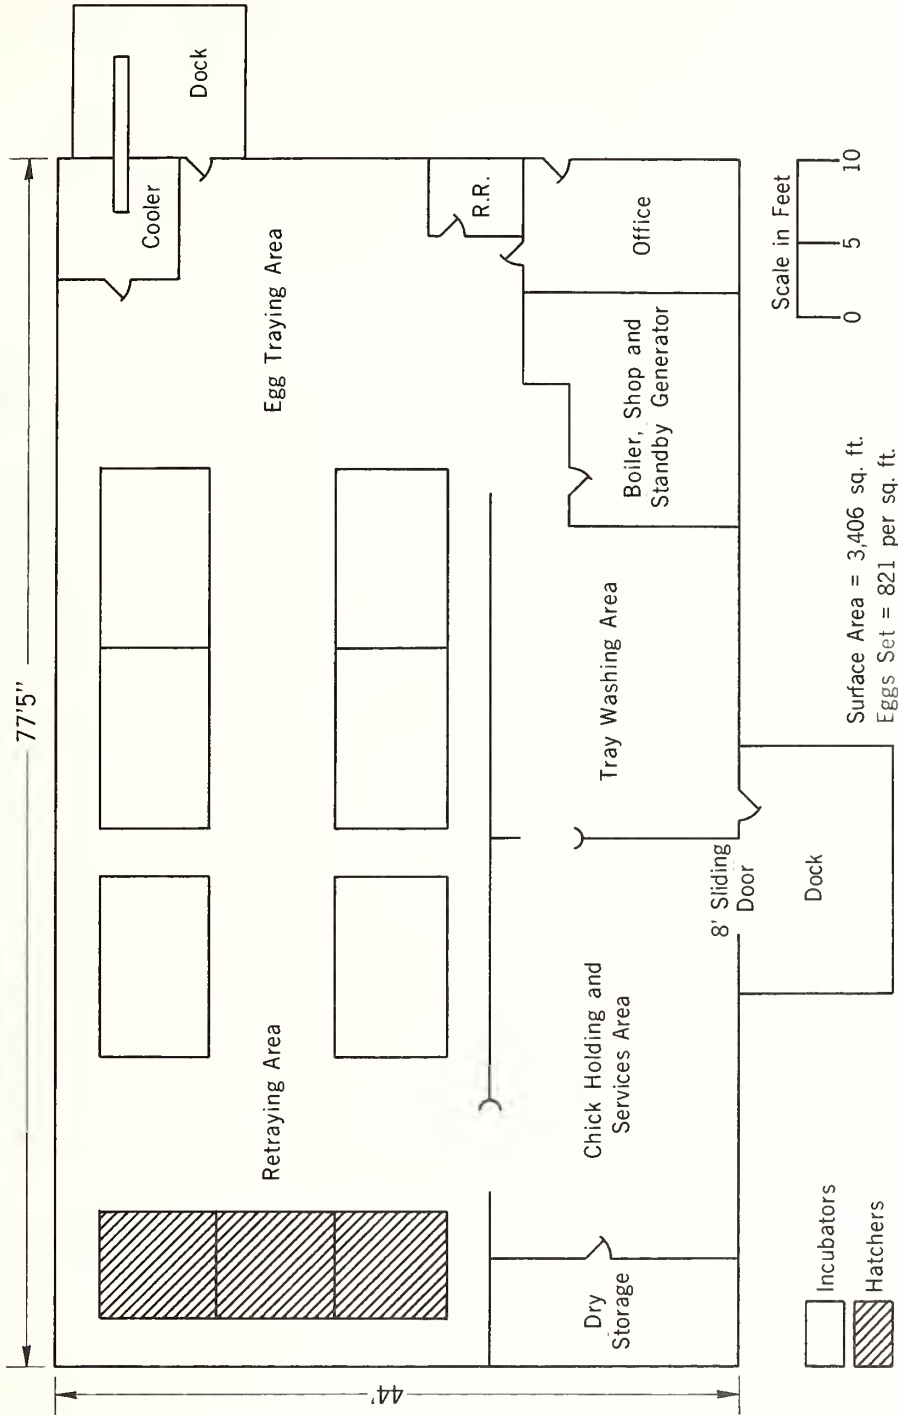 77'5"
44'
Dock
Cooler
Egg Traying Area
R.R.
Office
Boiler, Shop and
Standby Generator
Tray Washing Area
Retraying Area
Chick Holding and
Services Area
8' Sliding
Door
Dock
Dry
Storage
Incubators
Hatchers
Surface Area = 3,406 sq. ft.
Eggs Set = 821 per sq. ft.
Scale in Feet
0 5 10